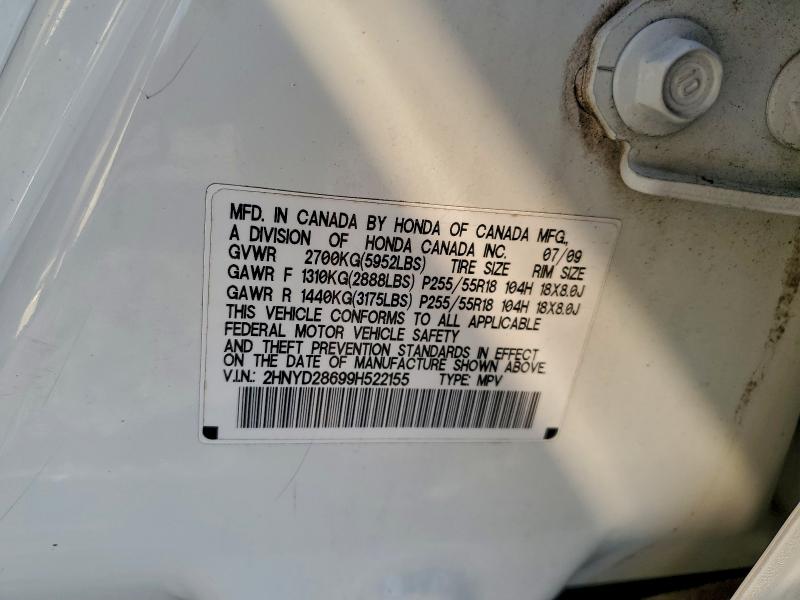 MFD. IN CANADA BY HONDA OF CANADA MFG.,
A DIVISION OF HONDA CANADA INC. 07/09
GVWR 2700KG(5952LBS) TIRE SIZE RIM SIZE
GAWR F 1310KG(2888LBS) P255/55R18 104H 18X8.0J
GAWR R 1440KG(3175LBS) P255/55R18 104H 18X8.0J
THIS VEHICLE CONFORMS TO ALL APPLICABLE
FEDERAL MOTOR VEHICLE SAFETY
AND THEFT PREVENTION STANDARDS IN EFFECT
ON THE DATE OF MANUFACTURE SHOWN ABOVE.
V.I.N.: 2HNYD28699H522155 TYPE: MPV